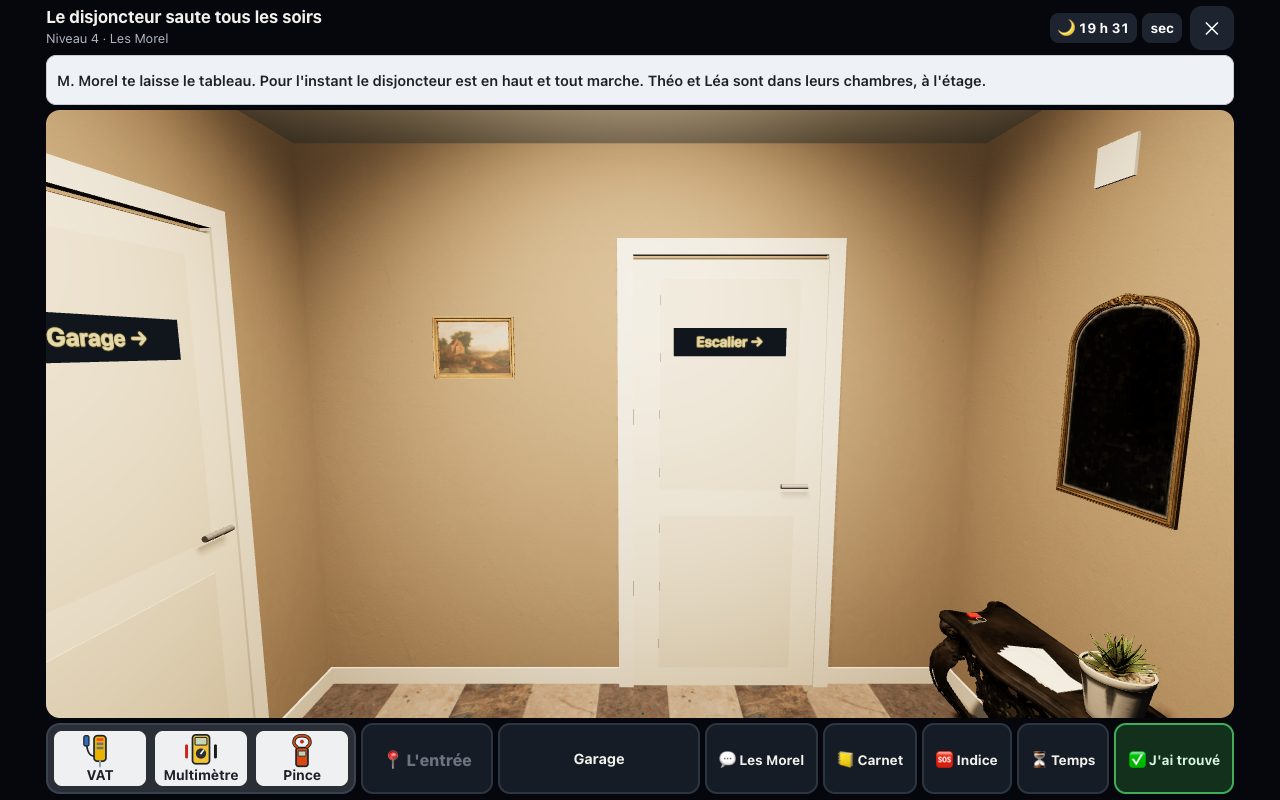 Le disjoncteur saute tous les soirs
Niveau 4 · Les Morel
🌙 19 h 31
sec
M. Morel te laisse le tableau. Pour l'instant le disjoncteur est en haut et tout marche. Théo et Léa sont dans leurs chambres, à l'étage.
Garage →
Escalier →
VAT
Multimètre
Pince
📍 L'entrée
Garage
💬 Les Morel
📒 Carnet
🆘 Indice
⏳ Temps
✅ J'ai trouvé